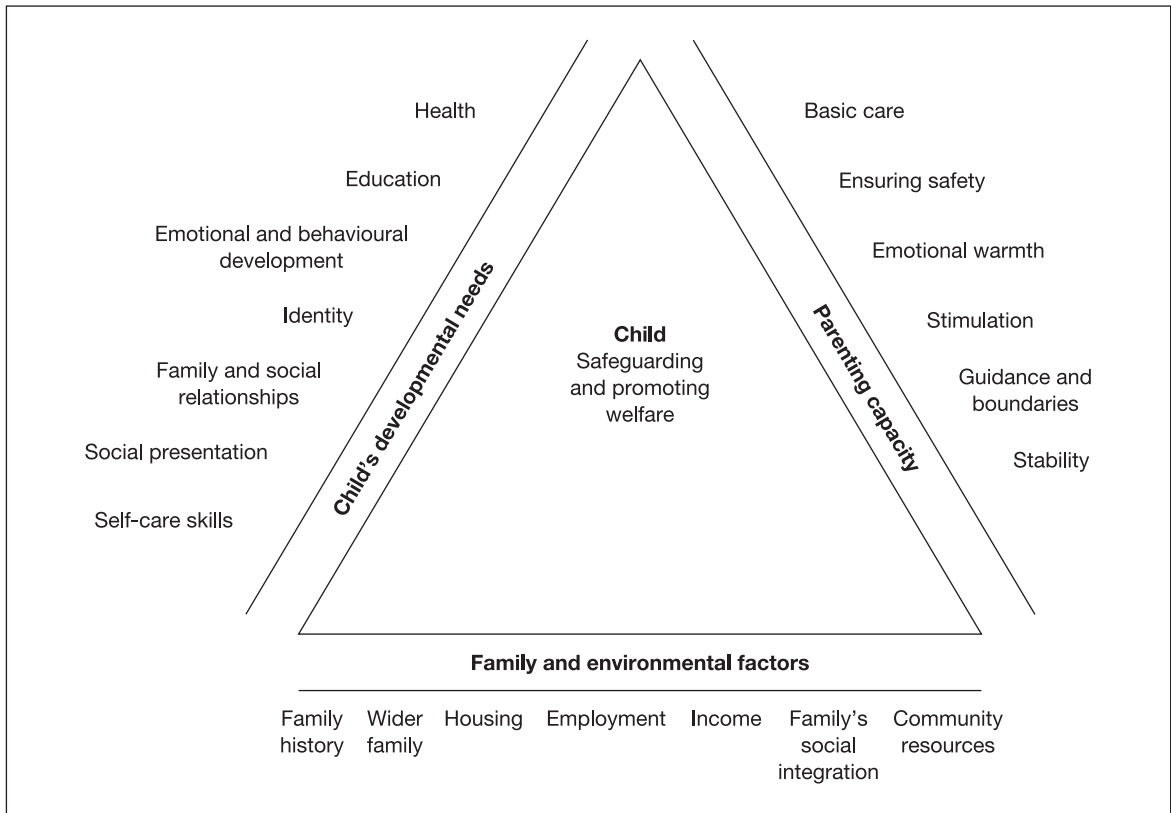 Health
Education
Emotional and behavioural
development
Identity
Family and social
relationships
Social presentation
Self-care skills
Child's developmental needs
Child
Safeguarding
and promoting
welfare
Parenting capacity
Basic care
Ensuring safety
Emotional warmth
Stimulation
Guidance and
boundaries
Stability
Family and environmental factors
Family
history
Wider
family
Housing
Employment
Income
Family's
social
integration
Community
resources